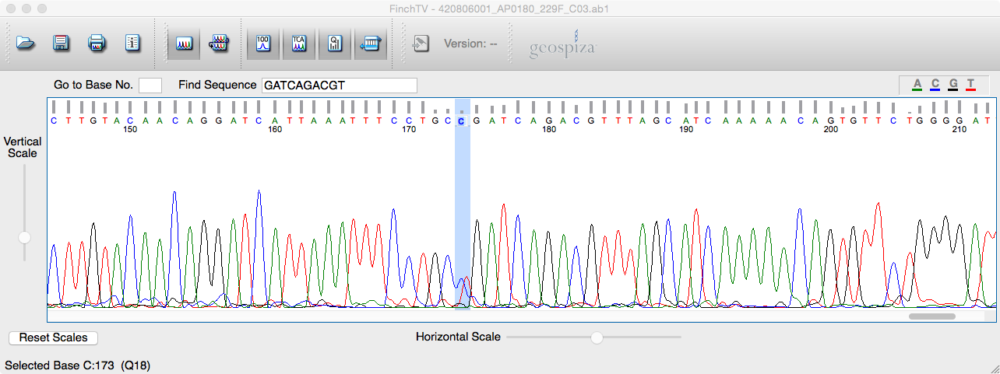 FinchTV - 420806001_AP0180_229F_C03.ab1
100 TCA Q| Version: -- geospiza
Go to Base No. Find Sequence GATCAGACGT A C G T
C T T G T A C A A C A G G A T C A T T A A A T T T C C T G C C G A T C A G A C G T T T A G C A T C A A A A A C A G T G T T C T G G G G A T
150 160 170 180 190 200 210
Vertical
Scale
Reset Scales Horizontal Scale
Selected Base C:173 (Q18)